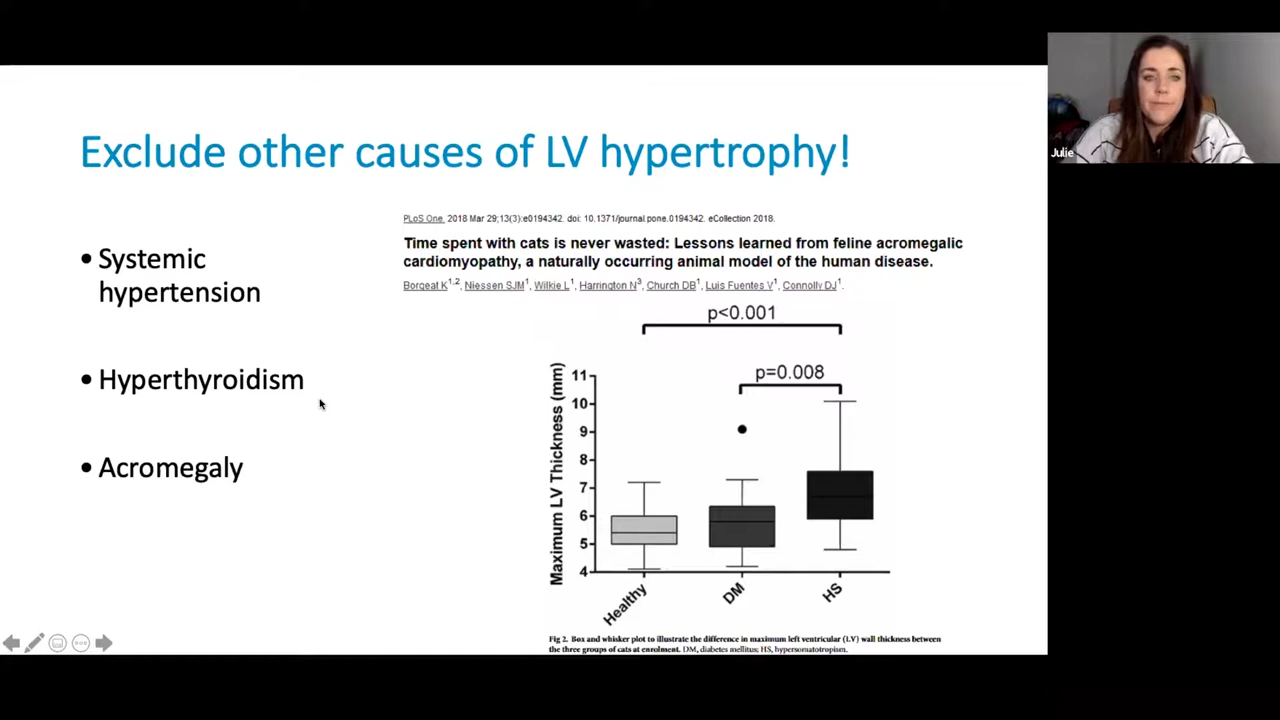 Exclude other causes of LV hypertrophy!
Julie
• Systemic
hypertension
• Hyperthyroidism
• Acromegaly
PLoS One. 2018 Mar 29;13(3):e0194342. doi: 10.1371/journal.pone.0194342. eCollection 2018.
Time spent with cats is never wasted: Lessons learned from feline acromegalic
cardiomyopathy, a naturally occurring animal model of the human disease.
Borgeat K1,2, Niessen SJM1, Wilkie L1, Harrington N3, Church DB1, Luis Fuentes V1, Connolly DJ1.
p<0.001
p=0.008
Maximum LV Thickness (mm)
11
10
9
8
7
6
5
4
Healthy
DM
HS
Fig 2. Box and whisker plot to illustrate the difference in maximum left ventricular (LV) wall thickness between
the three groups of cats at enrolment. DM, diabetes mellitus; HS, hypersomatotropism.